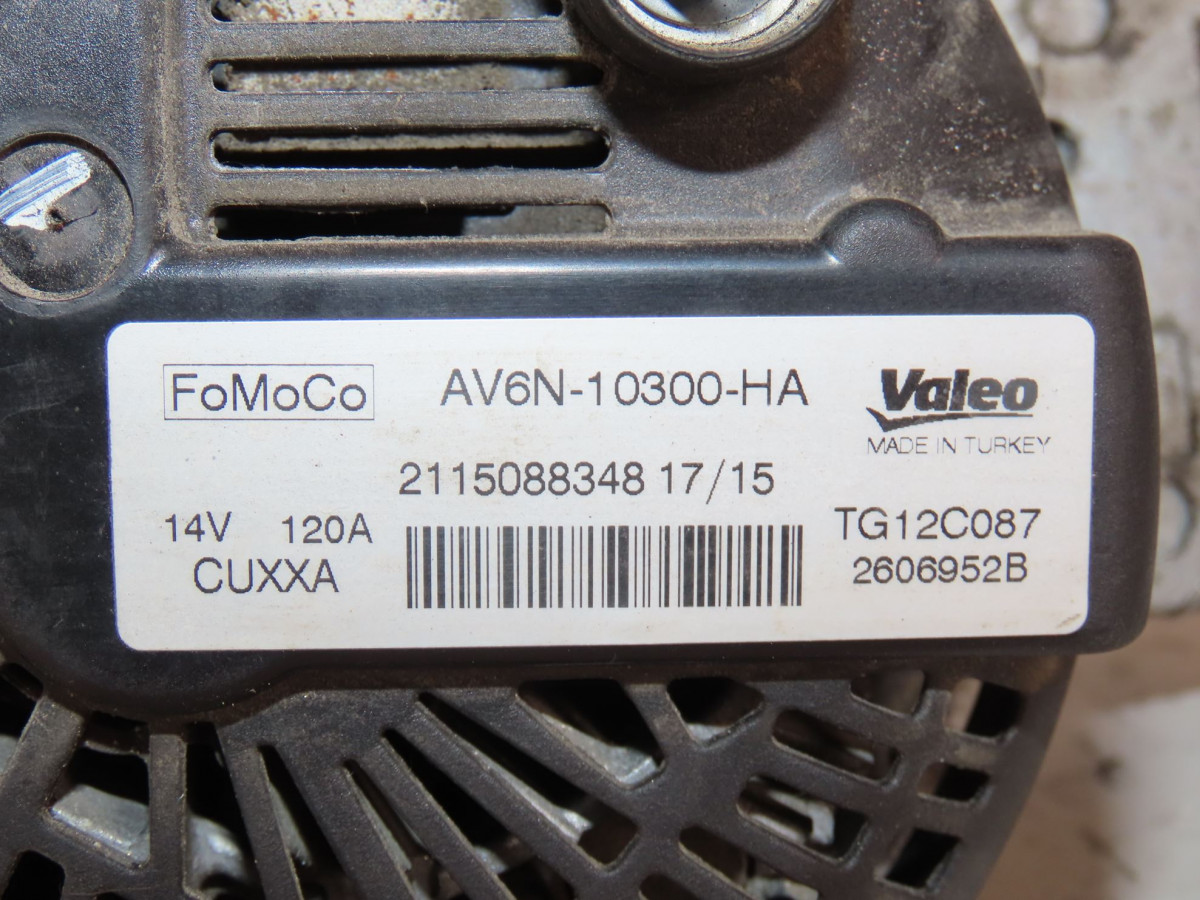 FoMoCo AV6N-10300-HA Valeo
MADE IN TURKEY
2115088348 17/15
14V 120A TG12C087
CUXXA 2606952B